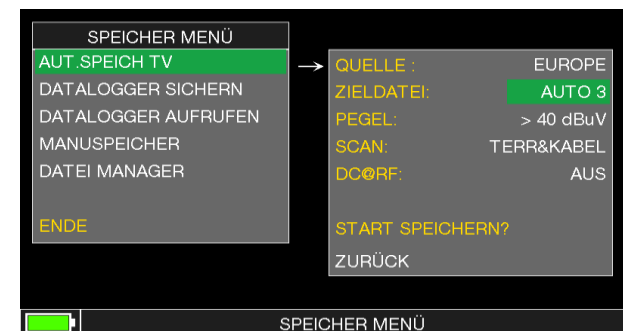 SPEICHER MENÜ
AUT.SPEICH TV
DATALOGGER SICHERN
DATALOGGER AUFRUFEN
MANUSPEICHER
DATEI MANAGER
ENDE
QUELLE : EUROPE
ZIELDATEI: AUTO 3
PEGEL: > 40 dBuV
SCAN: TERR&KABEL
DC@RF: AUS
START SPEICHERN?
ZURÜCK
SPEICHER MENÜ